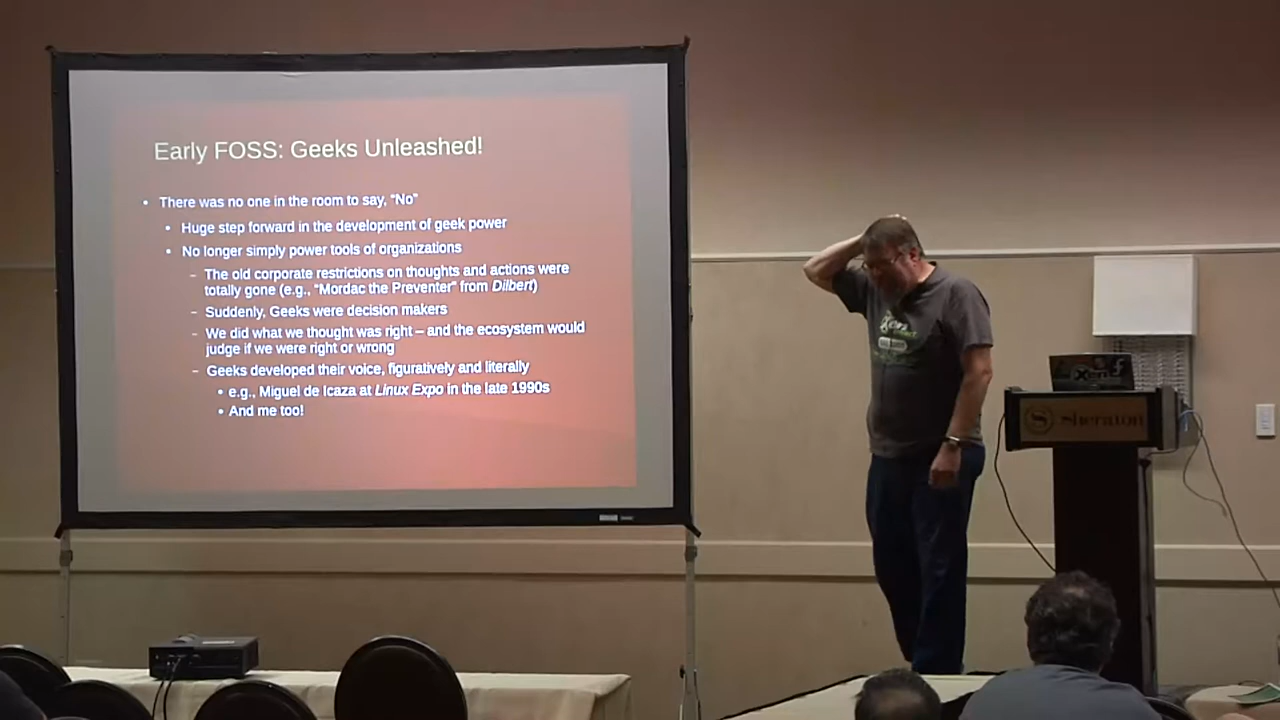 Early FOSS: Geeks Unleashed!
• There was no one in the room to say, “No”
• Huge step forward in the development of geek power
• No longer simply power tools of organizations
– The old corporate restrictions on thoughts and actions were
totally gone (e.g., “Mordac the Preventer” from Dilbert)
– Suddenly, Geeks were decision makers
– We did what we thought was right – and the ecosystem would
judge if we were right or wrong
– Geeks developed their voice, figuratively and literally
• e.g., Miguel de Icaza at Linux Expo in the late 1990s
• And me too!
Xen
Xen
Sheraton